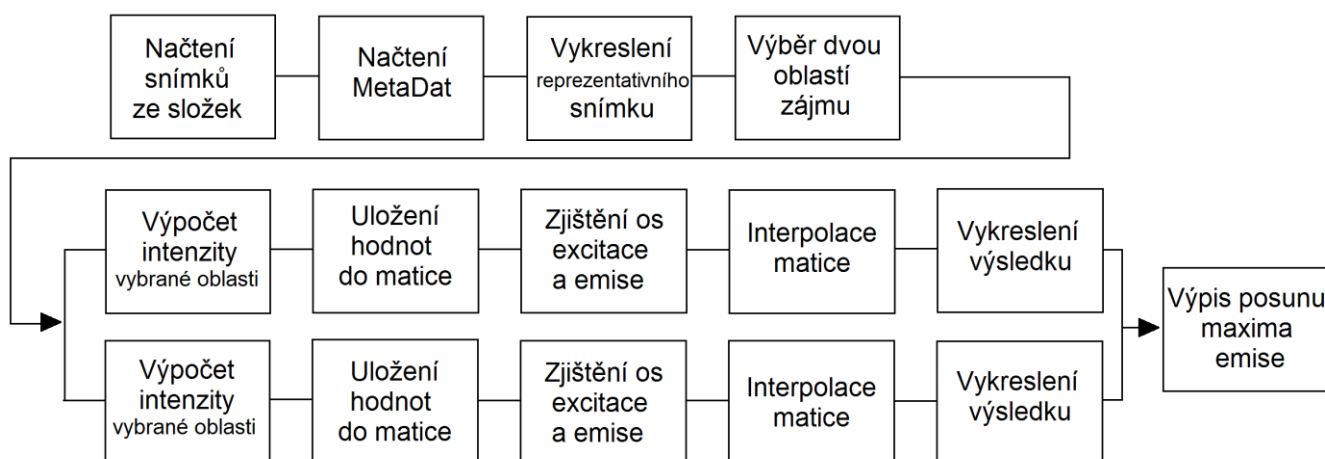 Načtení
snímků
ze složek
Načtení
MetaDat
Vykreslení
reprezentativního
snímku
Výběr dvou
oblastí
zájmu
Výpočet
intenzity
vybrané oblasti
Uložení
hodnot
do matice
Zjištění os
excitace
a emise
Interpolace
matice
Vykreslení
výsledku
Výpočet
intenzity
vybrané oblasti
Uložení
hodnot
do matice
Zjištění os
excitace
a emise
Interpolace
matice
Vykreslení
výsledku
Výpis posunu
maxima
emise